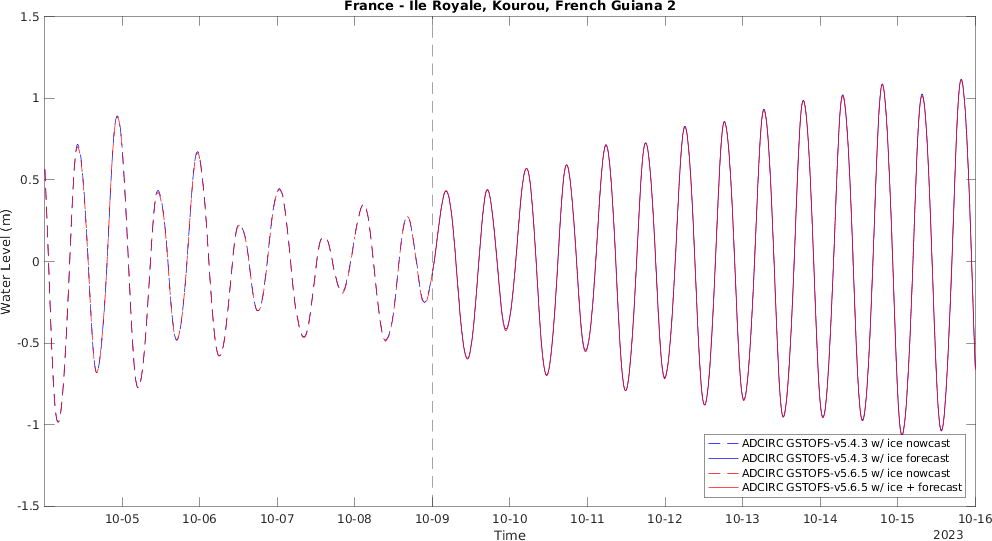 France - Ile Royale, Kourou, French Guiana 2
1.5
1
0.5
0
-0.5
-1
-1.5
Water Level (m)
10-05
10-06
10-07
10-08
10-09
10-10
10-11
10-12
10-13
10-14
10-15
10-16
2023
Time
ADCIRC GSTOFS-v5.4.3 w/ ice nowcast
ADCIRC GSTOFS-v5.4.3 w/ ice forecast
ADCIRC GSTOFS-v5.6.5 w/ ice nowcast
ADCIRC GSTOFS-v5.6.5 w/ ice + forecast